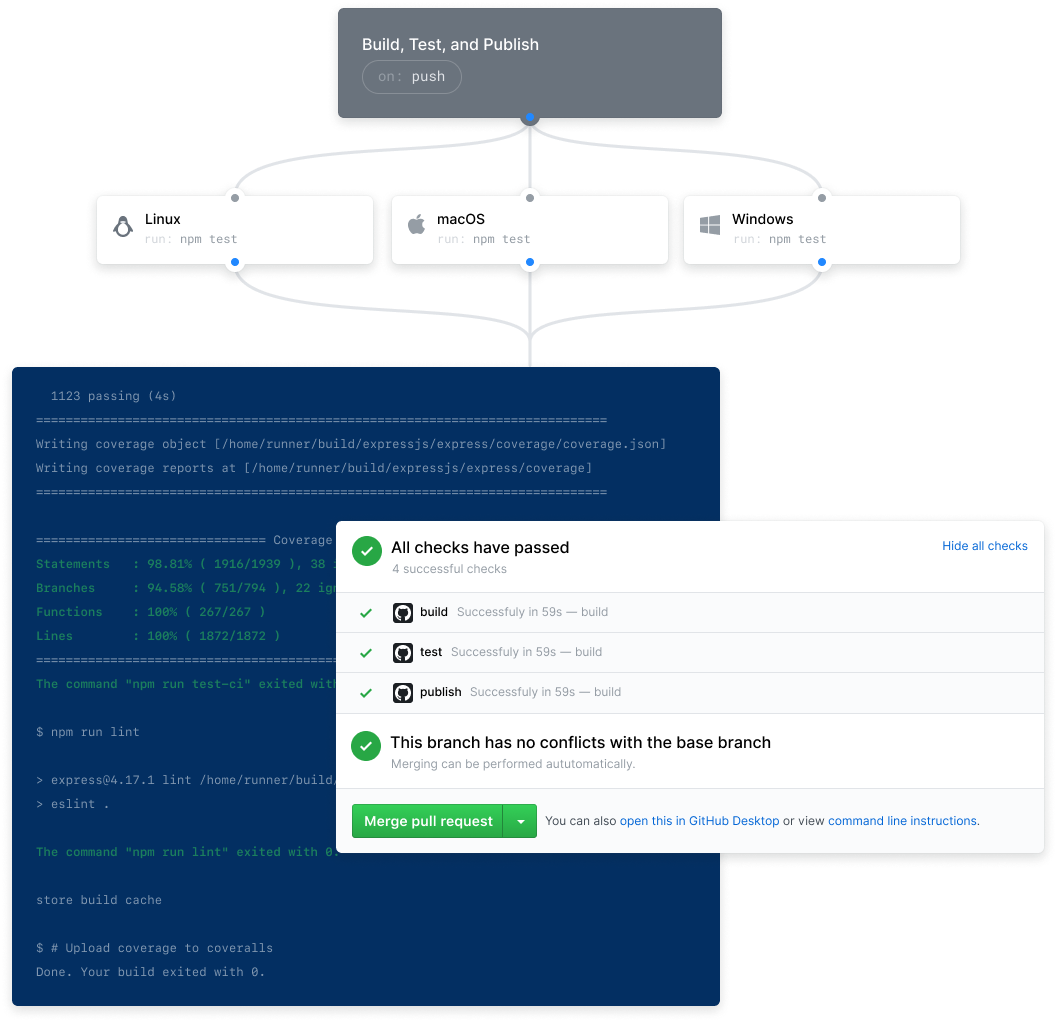 Build, Test, and Publish
on: push
Linux
run: npm test
macOS
run: npm test
Windows
run: npm test
1123 passing (4s)
=============================================================================
Writing coverage object [/home/runner/build/expressjs/express/coverage/coverage.json]
Writing coverage reports at [/home/runner/build/expressjs/express/coverage]
=============================================================================
=============================== Coverage
Statements   : 98.81% ( 1916/1939 ), 38
Branches     : 94.58% ( 751/794 ), 22
Functions    : 100% ( 267/267 )
Lines        : 100% ( 1872/1872 )
=========================================
The command "npm run test-ci" exited with
$ npm run lint
> express@4.17.1 lint /home/runner/build/
> eslint .
The command "npm run lint" exited with 0.
store build cache
$ # Upload coverage to coveralls
Done. Your build exited with 0.
All checks have passed
Hide all checks
4 successful checks
build Successfuly in 59s — build
test Successfuly in 59s — build
publish Successfuly in 59s — build
This branch has no conflicts with the base branch
Merging can be performed aututomatically.
Merge pull request
You can also open this in GitHub Desktop or view command line instructions.